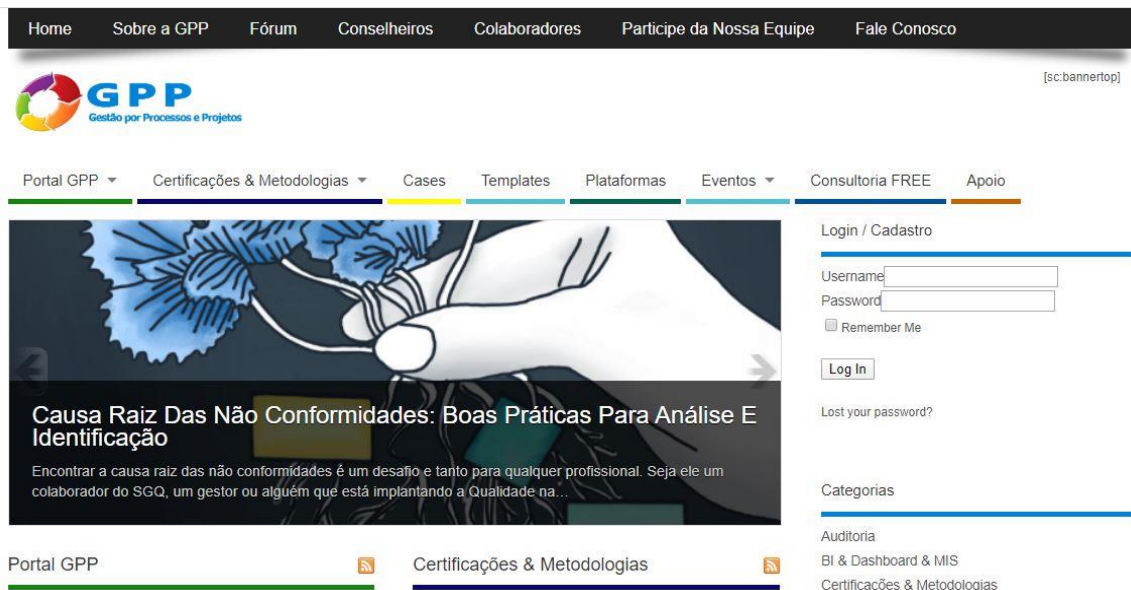 Home Sobre a GPP Fórum Conselheiros Colaboradores Participe da Nossa Equipe Fale Conosco
[sc:bannertop]
GPP
Gestão por Processos e Projetos
Portal GPP Certificações & Metodologias Cases Templates Plataformas Eventos Consultoria FREE Apoio
Causa Raiz Das Não Conformidades: Boas Práticas Para Análise E
Identificação
Encontrar a causa raiz das não conformidades é um desafio e tanto para qualquer profissional. Seja ele um
colaborador do SGQ, um gestor ou alguém que está implantando a Qualidade na...
Login / Cadastro
Username
Password
Remember Me
Log In
Lost your password?
Categorias
Auditoria
BI & Dashboard & MIS
Certificações & Metodologias
Portal GPP
Certificações & Metodologias